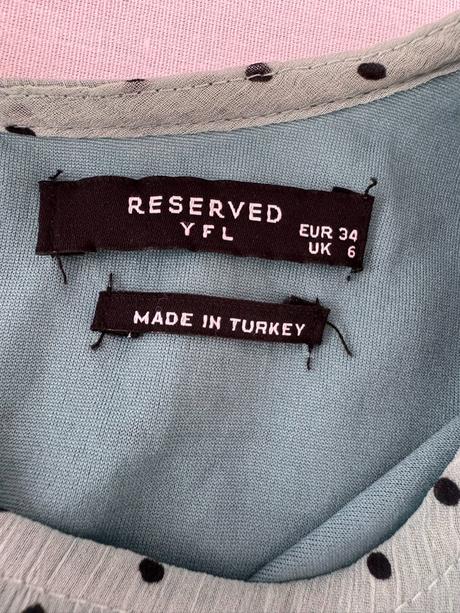 RESERVED
YFL
EUR 34
UK 6
MADE IN TURKEY